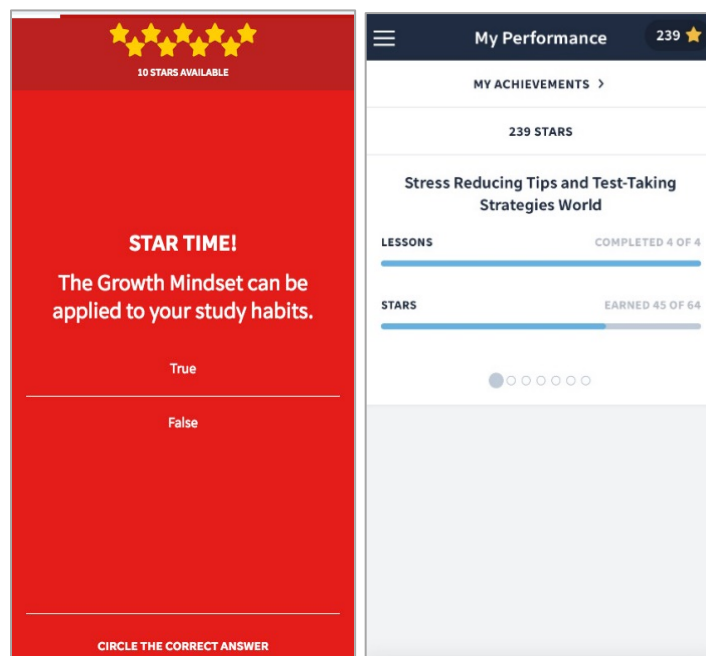 10 STARS AVAILABLE
STAR TIME!
The Growth Mindset can be
applied to your study habits.
True
False
CIRCLE THE CORRECT ANSWER
My Performance
239
MY ACHIEVEMENTS >
239 STARS
Stress Reducing Tips and Test-Taking
Strategies World
LESSONS COMPLETED 4 OF 4
STARS EARNED 45 OF 64